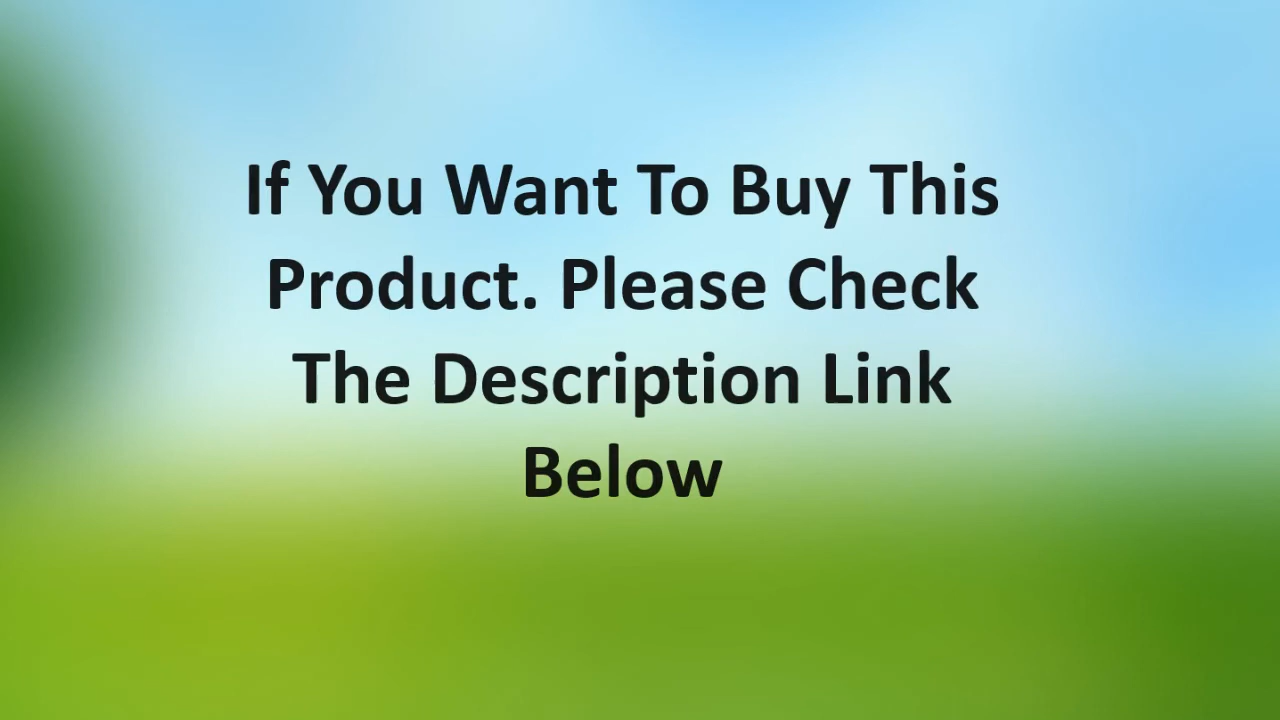 If You Want To Buy This
Product. Please Check
The Description Link
Below